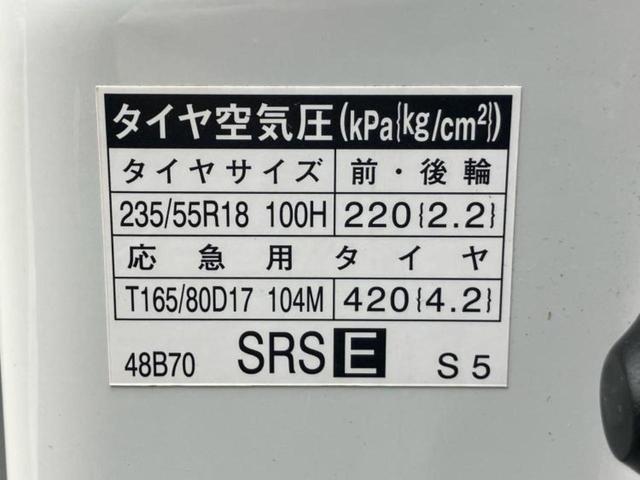 タイヤ空気圧(kPa{kg/cm²})
タイヤサイズ 前・後輪
235/55R18 100H 220{2.2}
応急用タイヤ
T165/80D17 104M 420{4.2}
48B70 SRS E S5